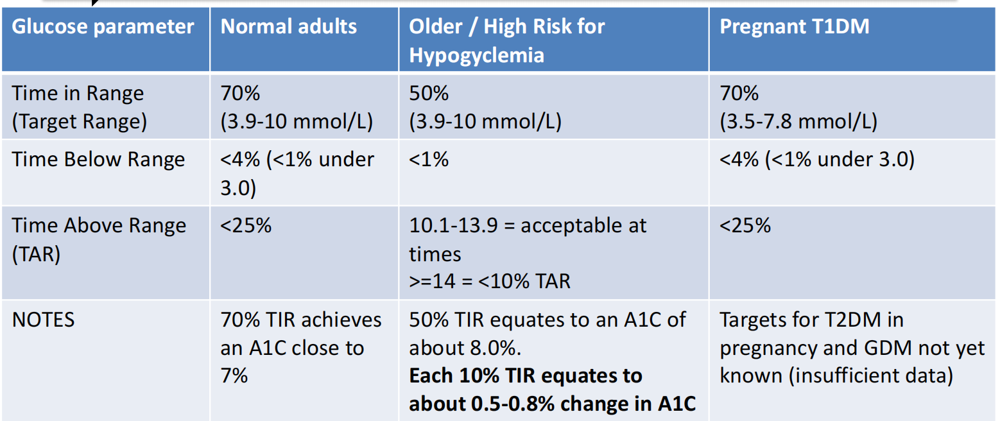 Glucose parameter
Normal adults
Older / High Risk for
Hypogyclemia
Pregnant T1DM
Time in Range
(Target Range)
70%
(3.9-10 mmol/L)
50%
(3.9-10 mmol/L)
70%
(3.5-7.8 mmol/L)
Time Below Range
<4% (<1% under
3.0)
<1%
<4% (<1% under 3.0)
Time Above Range
(TAR)
<25%
10.1-13.9 = acceptable at
times
>=14 = <10% TAR
<25%
NOTES
70% TIR achieves
an A1C close to
7%
50% TIR equates to an A1C of
about 8.0%.
Each 10% TIR equates to
about 0.5-0.8% change in A1C
Targets for T2DM in
pregnancy and GDM not yet
known (insufficient data)